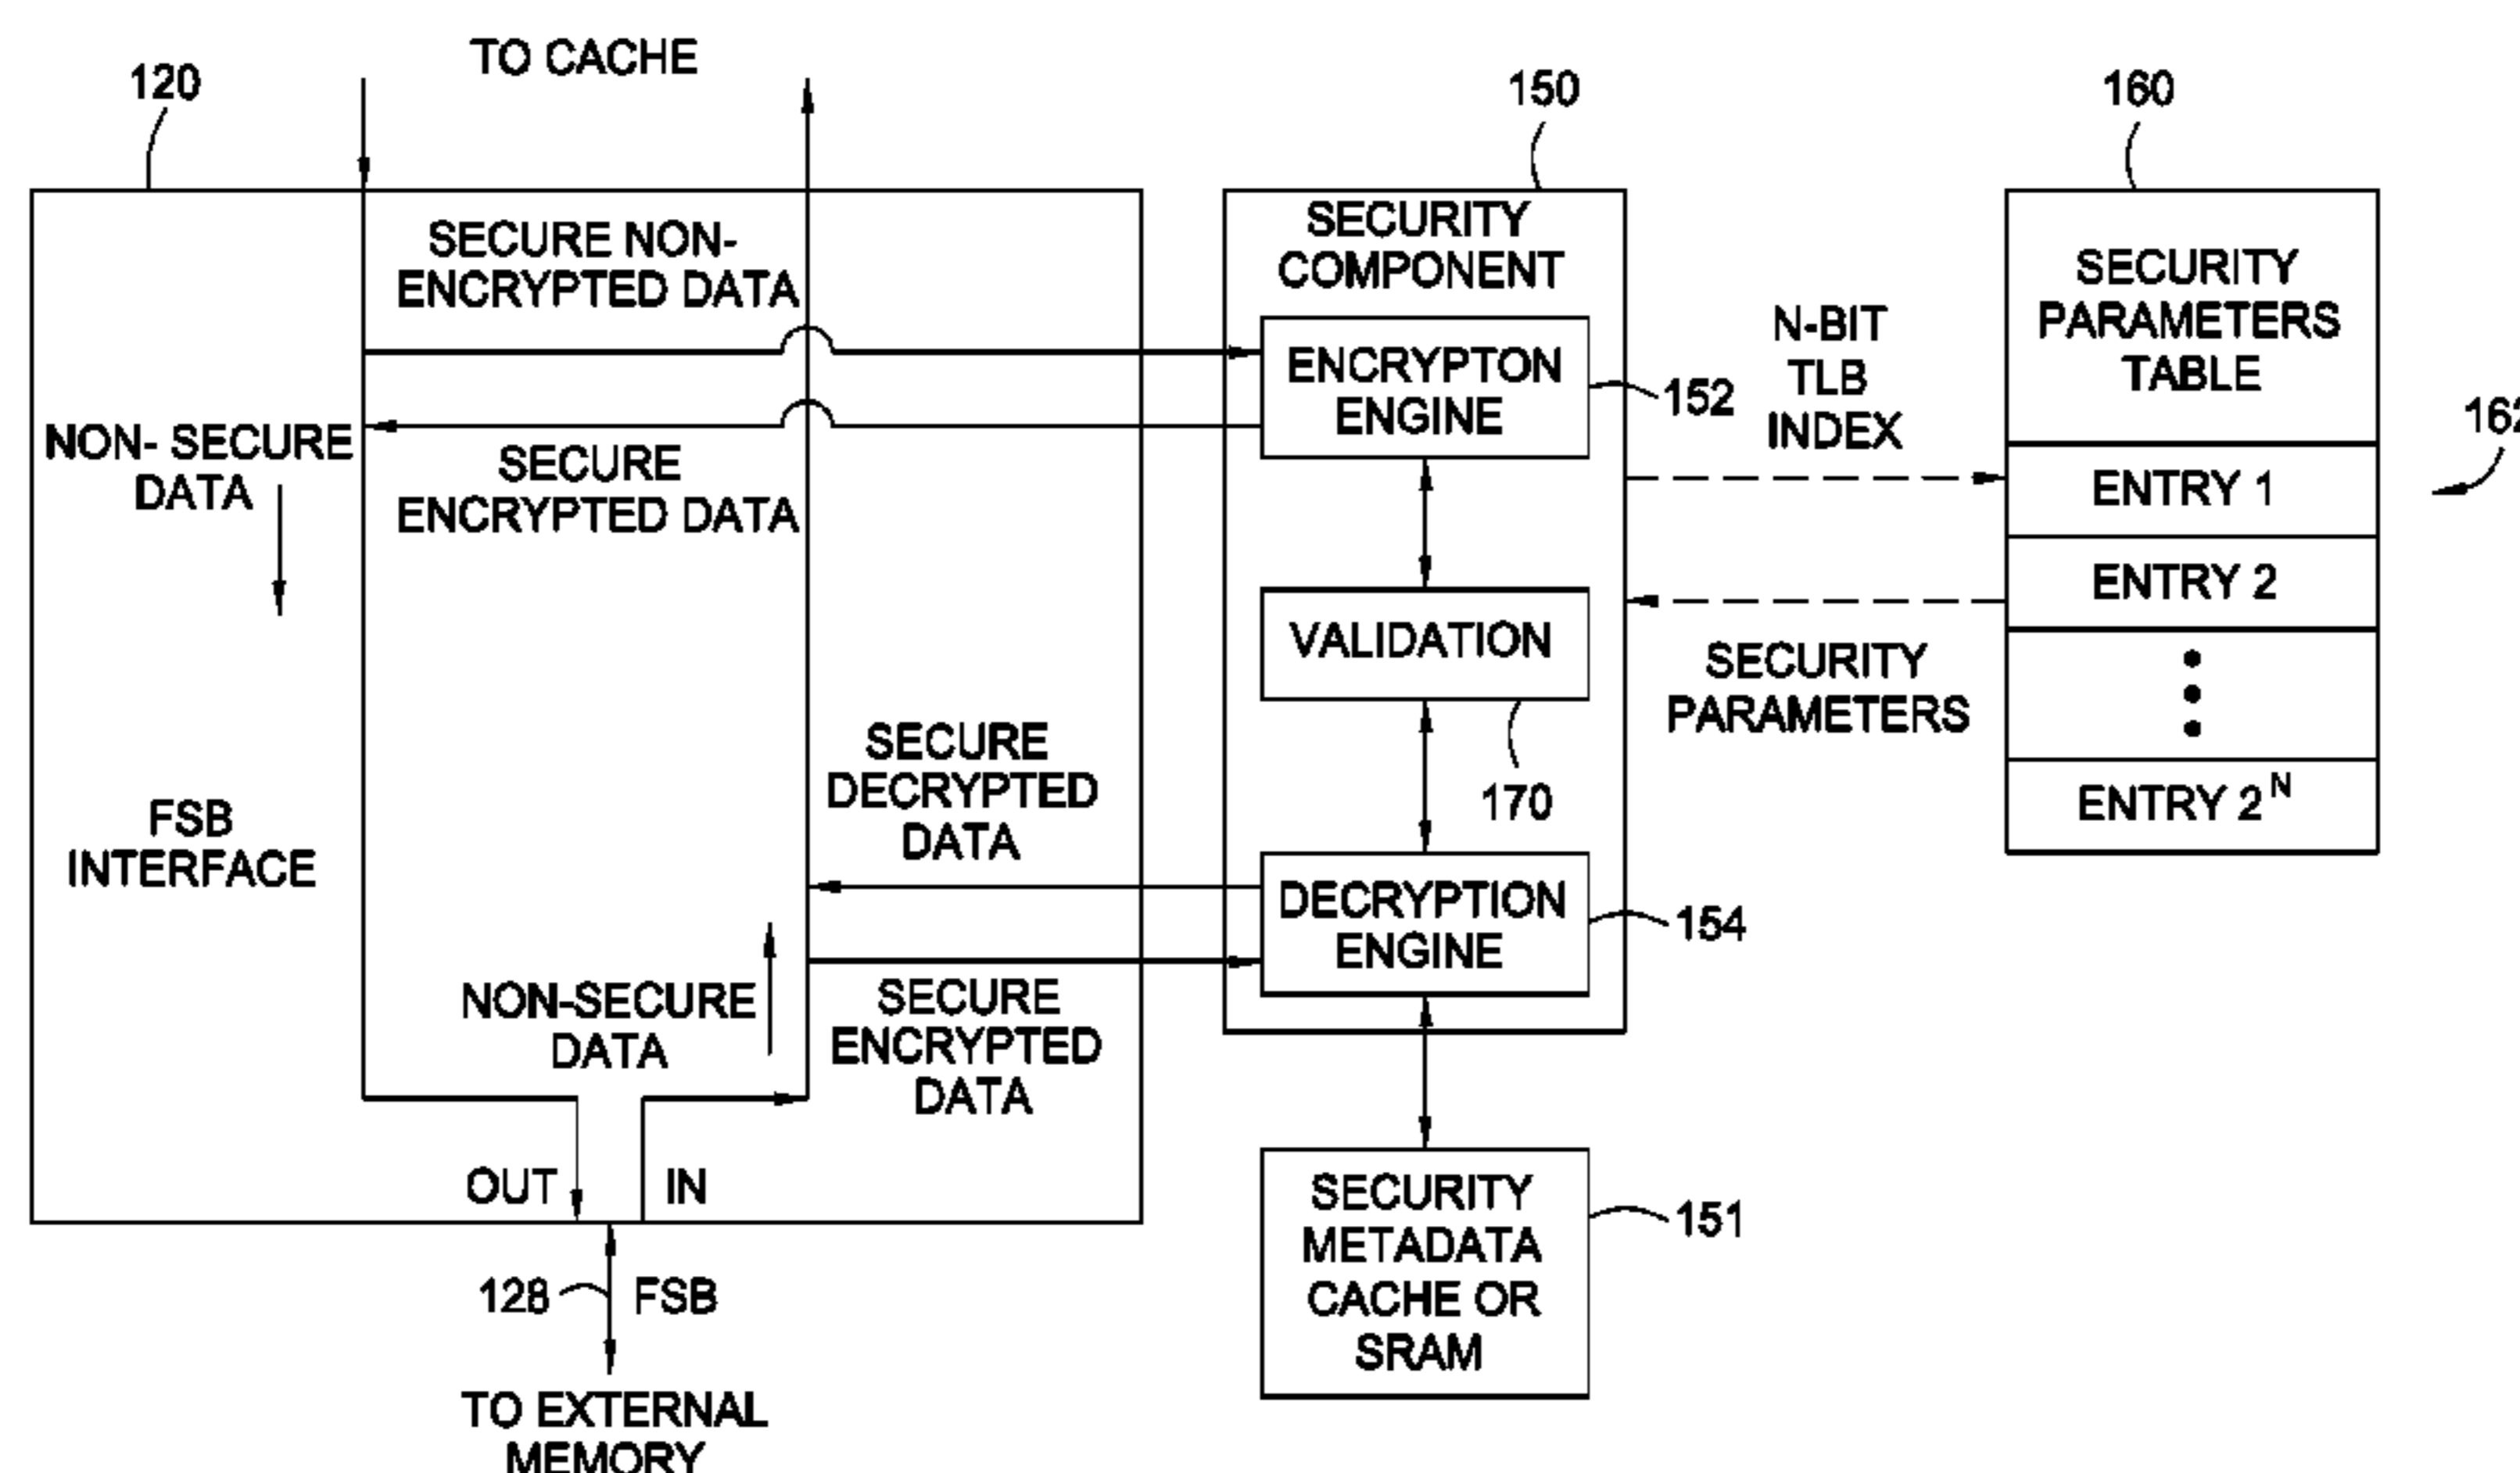 TO CACHE
120
150
160
SECURE NON-
ENCRYPTED DATA
SECURITY
COMPONENT
SECURITY
PARAMETERS
TABLE
N-BIT
TLB
INDEX
ENCRYPTON
ENGINE
152
162
NON- SECURE
DATA
SECURE
ENCRYPTED DATA
ENTRY 1
ENTRY 2
VALIDATION
SECURITY
PARAMETERS
170
ENTRY 2^N
SECURE
DECRYPTED
DATA
FSB
INTERFACE
DECRYPTION
ENGINE
154
NON-SECURE
DATA
SECURE
ENCRYPTED
DATA
OUT
IN
SECURITY
METADATA
CACHE OR
SRAM
151
128
FSB
TO EXTERNAL
MEMORY